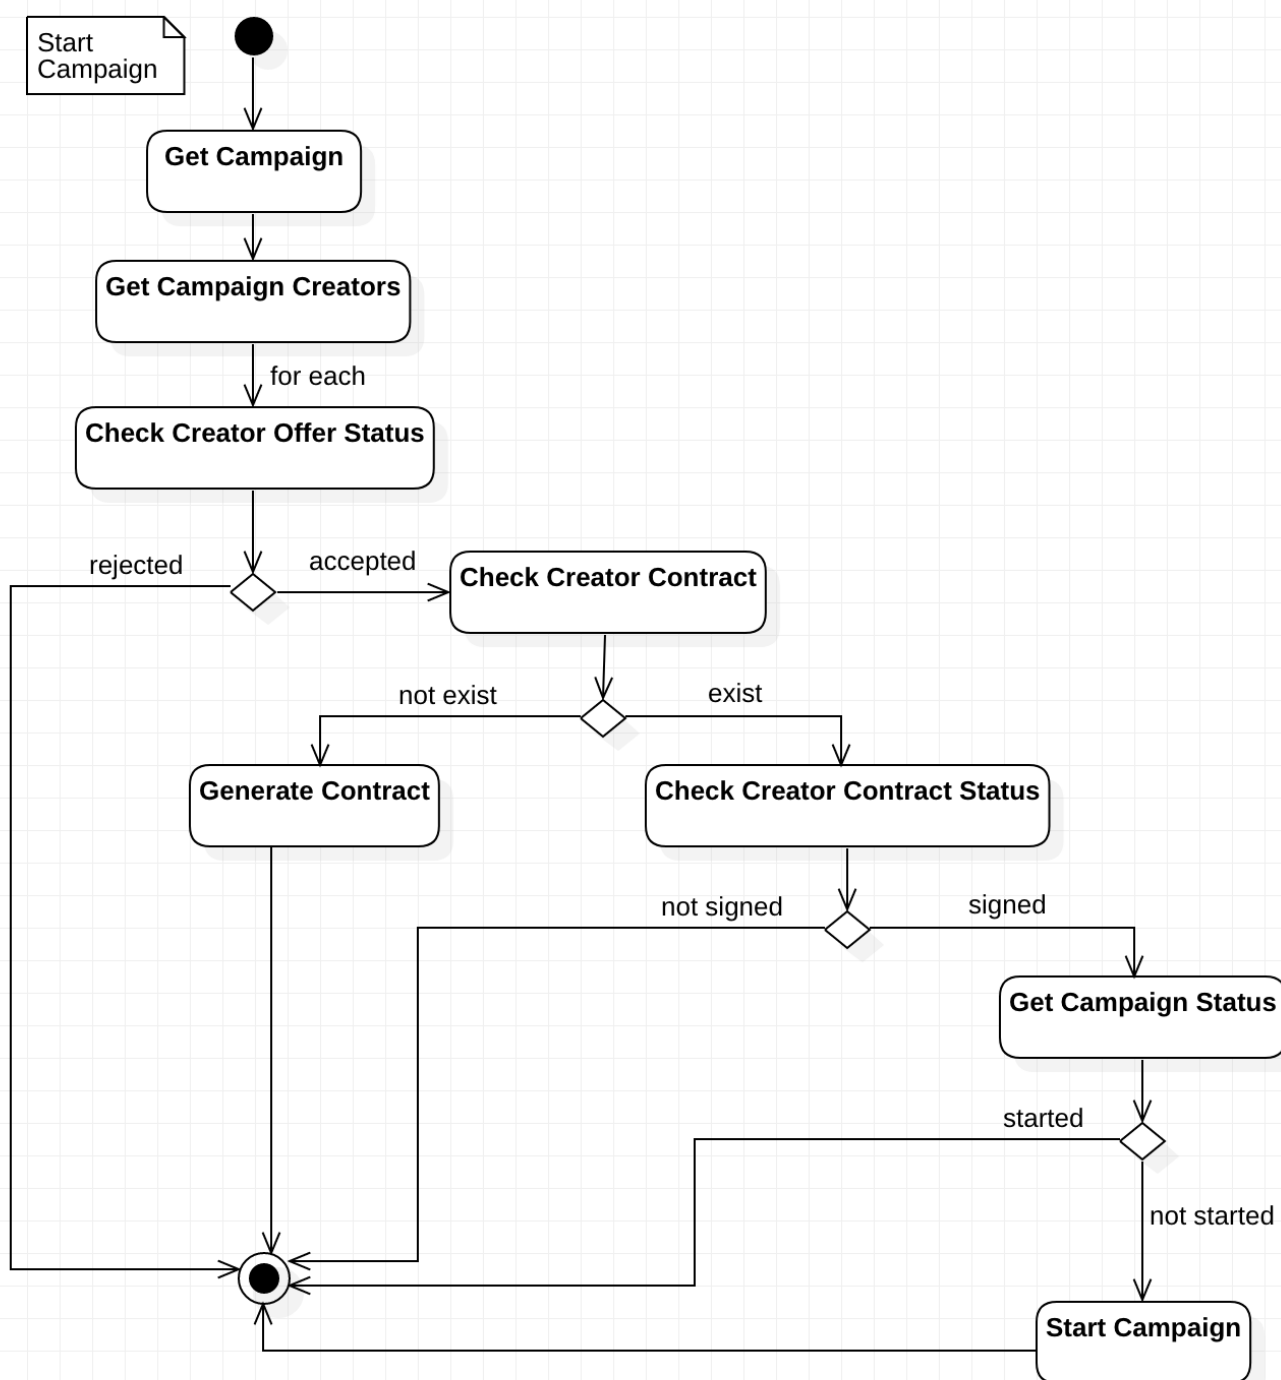 Start
Campaign
Get Campaign
Get Campaign Creators
for each
Check Creator Offer Status
rejected
accepted
Check Creator Contract
not exist
exist
Generate Contract
Check Creator Contract Status
not signed
signed
Get Campaign Status
started
not started
Start Campaign